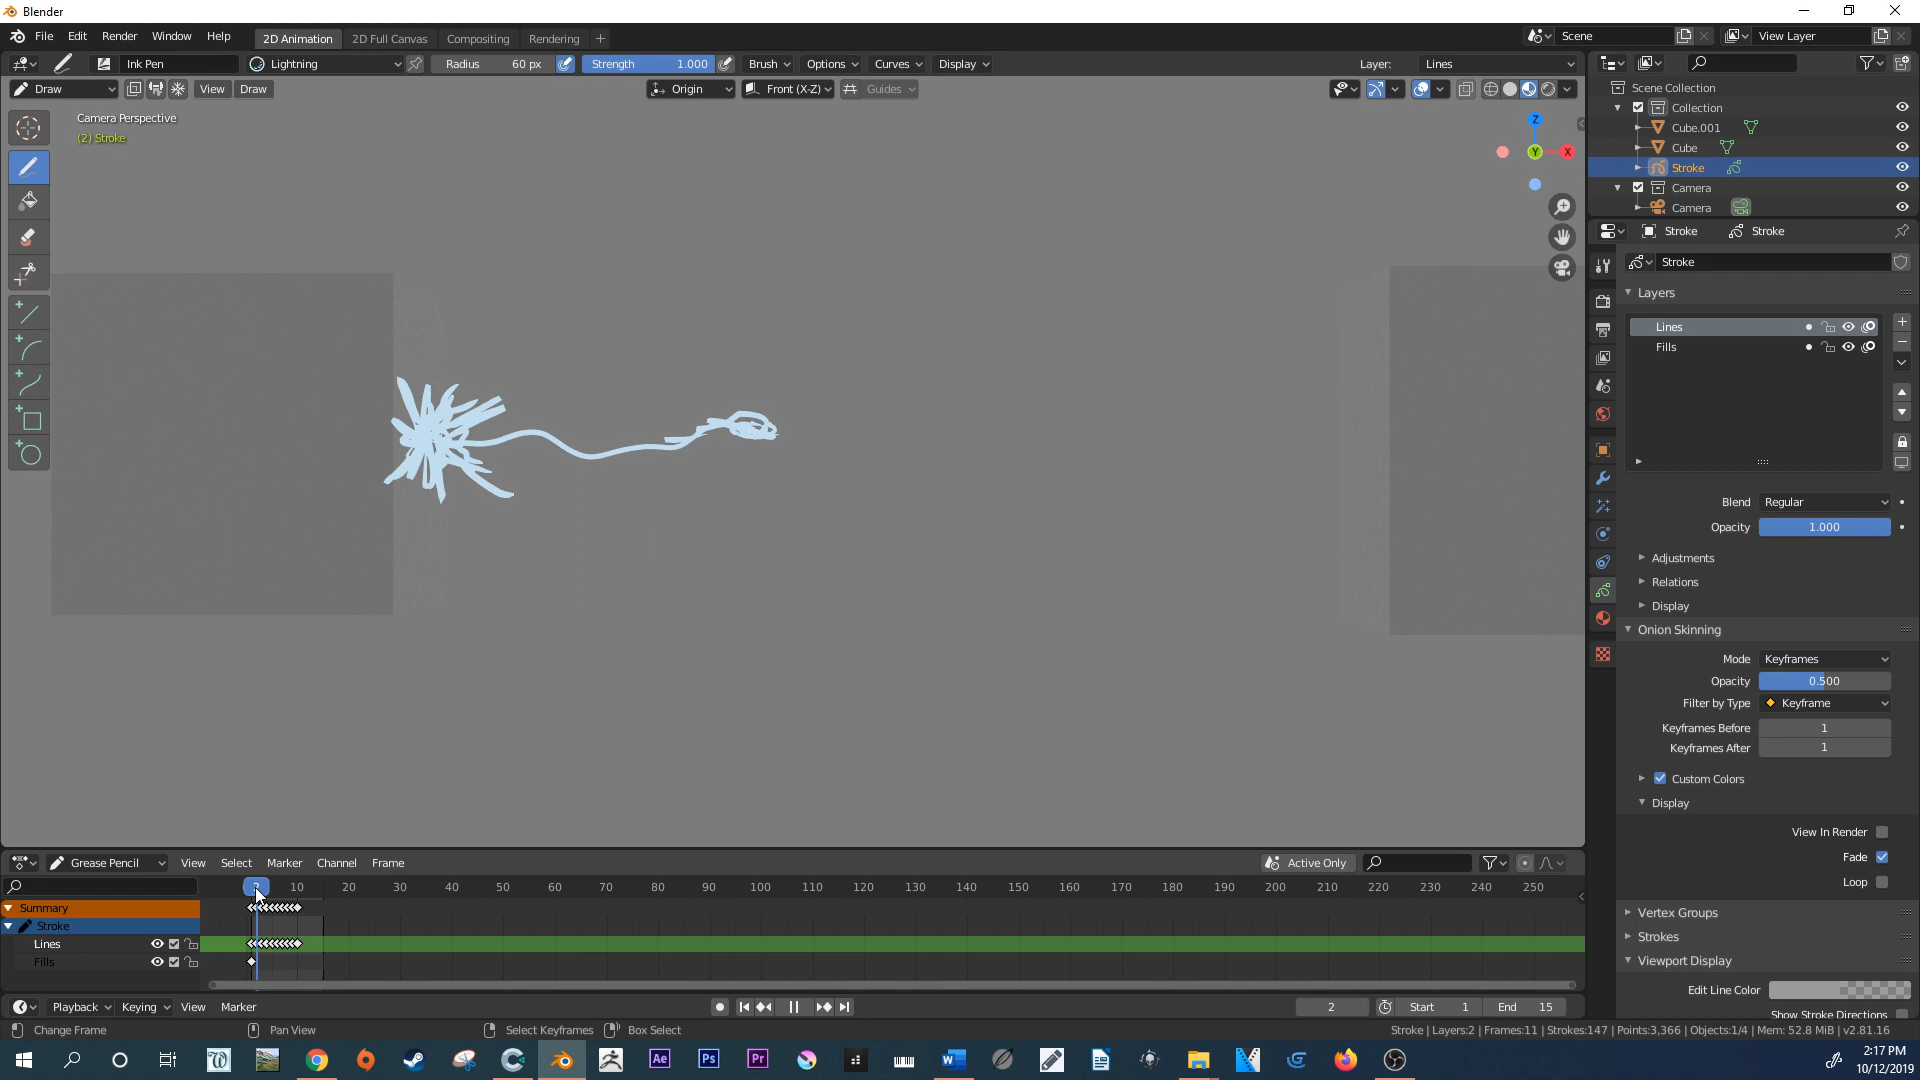 Blender
File Edit Render Window Help
2D Animation 2D Full Canvas Compositing Rendering +
Scene
View Layer
Ink Pen Lightning Radius 60 px Strength 1.000 Brush Options Curves Display
Layer: Lines
Draw View Draw Origin Front (X-Z) Guides
Camera Perspective
(2) Stroke
Z
Y X
Scene Collection
Collection
Cube.001
Cube
Stroke
Camera
Camera
Stroke Stroke
Stroke
Layers
Lines
Fills
Blend Regular
Opacity 1.000
Adjustments
Relations
Display
Onion Skinning
Mode Keyframes
Opacity 0.500
Filter by Type Keyframe
Keyframes Before 1
Keyframes After 1
Custom Colors
Display
View In Render
Fade
Loop
Vertex Groups
Strokes
Viewport Display
Edit Line Color
Show Stroke Directions
Grease Pencil View Select Marker Channel Frame
Active Only
2 10 20 30 40 50 60 70 80 90 100 110 120 130 140 150 160 170 180 190 200 210 220 230 240 250
Summary
Stroke
Lines
Fills
Playback Keying View Marker
2 Start 1 End 15
Change Frame Pan View Select Keyframes Box Select
Stroke | Layers:2 | Frames:11 | Strokes:147 | Points:3,366 | Objects:1/4 | Mem: 52.8 MiB | v2.81.16
Ae Ps Pr
2:17 PM
10/12/2019